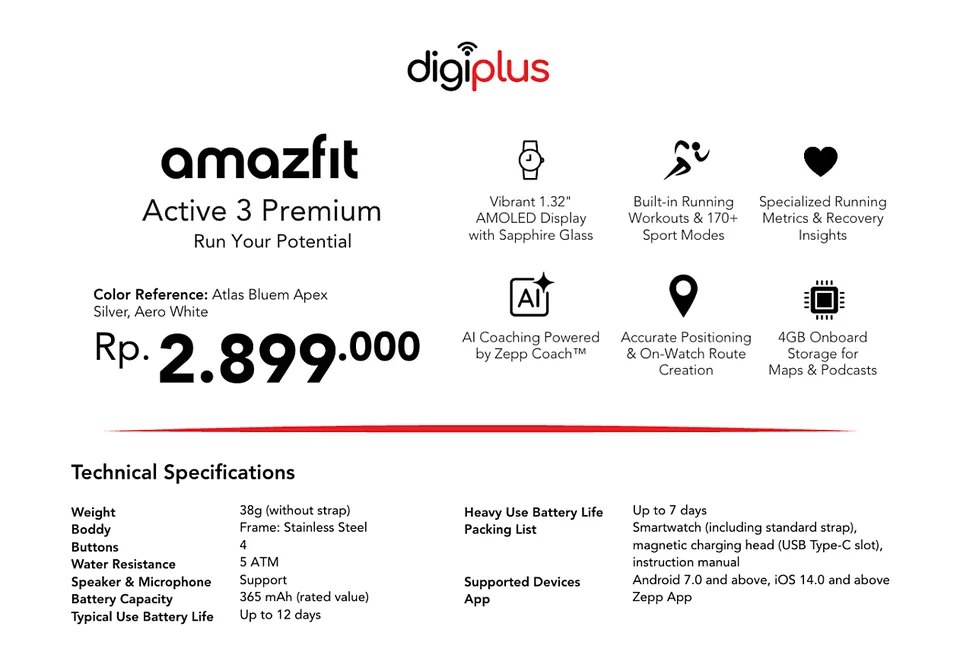 digiplus
amazfit
Active 3 Premium
Run Your Potential
Color Reference: Atlas Bluem Apex
Silver, Aero White
Rp. 2.899.000
Vibrant 1.32"
AMOLED Display
with Sapphire Glass
Built-in Running
Workouts & 170+
Sport Modes
Specialized Running
Metrics & Recovery
Insights
AI
AI Coaching Powered
by Zepp Coach™
Accurate Positioning
& On-Watch Route
Creation
4GB Onboard
Storage for
Maps & Podcasts
Technical Specifications
Weight 38g (without strap)
Boddy Frame: Stainless Steel
Buttons 4
Water Resistance 5 ATM
Speaker & Microphone Support
Battery Capacity 365 mAh (rated value)
Typical Use Battery Life Up to 12 days
Heavy Use Battery Life Up to 7 days
Packing List Smartwatch (including standard strap),
magnetic charging head (USB Type-C slot),
instruction manual
Supported Devices Android 7.0 and above, iOS 14.0 and above
App Zepp App